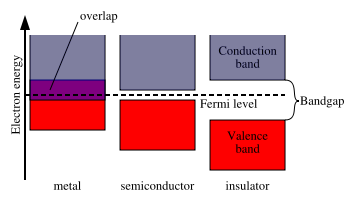 overlap
Electron energy
Conduction
band
Fermi level
Bandgap
Valence
band
metal
semiconductor
insulator